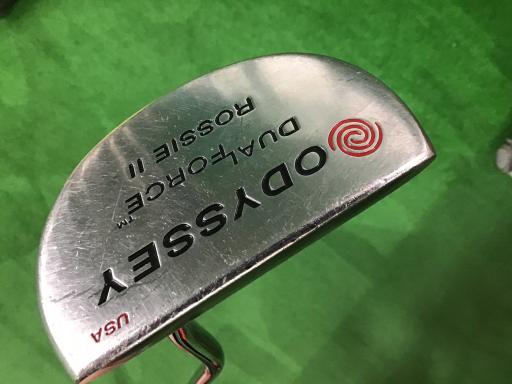 ODYSSEY
DUAL FORCE™
ROSSIE II
USA